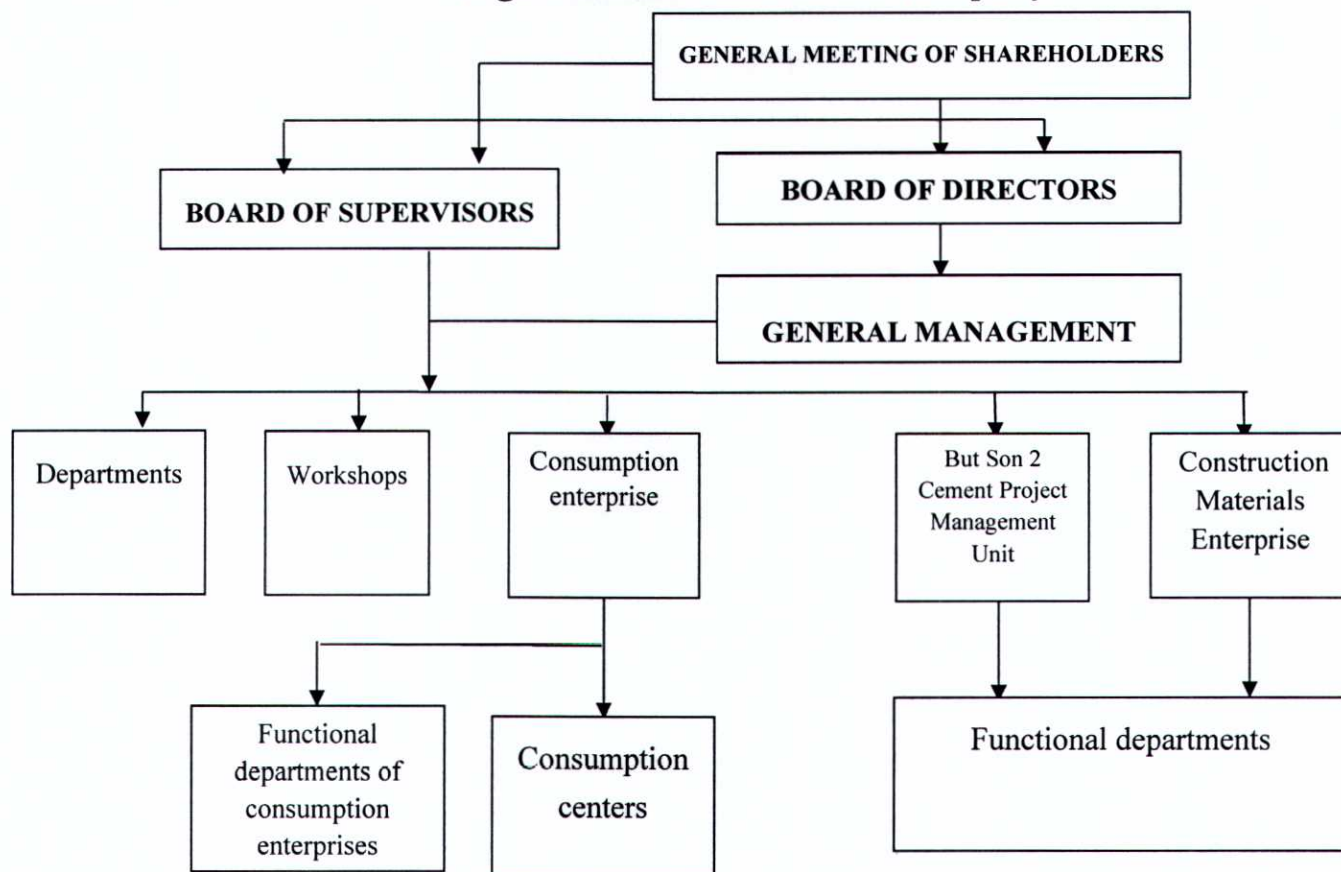 GENERAL MEETING OF SHAREHOLDERS
BOARD OF SUPERVISORS
BOARD OF DIRECTORS
GENERAL MANAGEMENT
Departments
Workshops
Consumption
enterprise
But Son 2
Cement Project
Management
Unit
Construction
Materials
Enterprise
Functional
departments of
consumption
enterprises
Consumption
centers
Functional departments